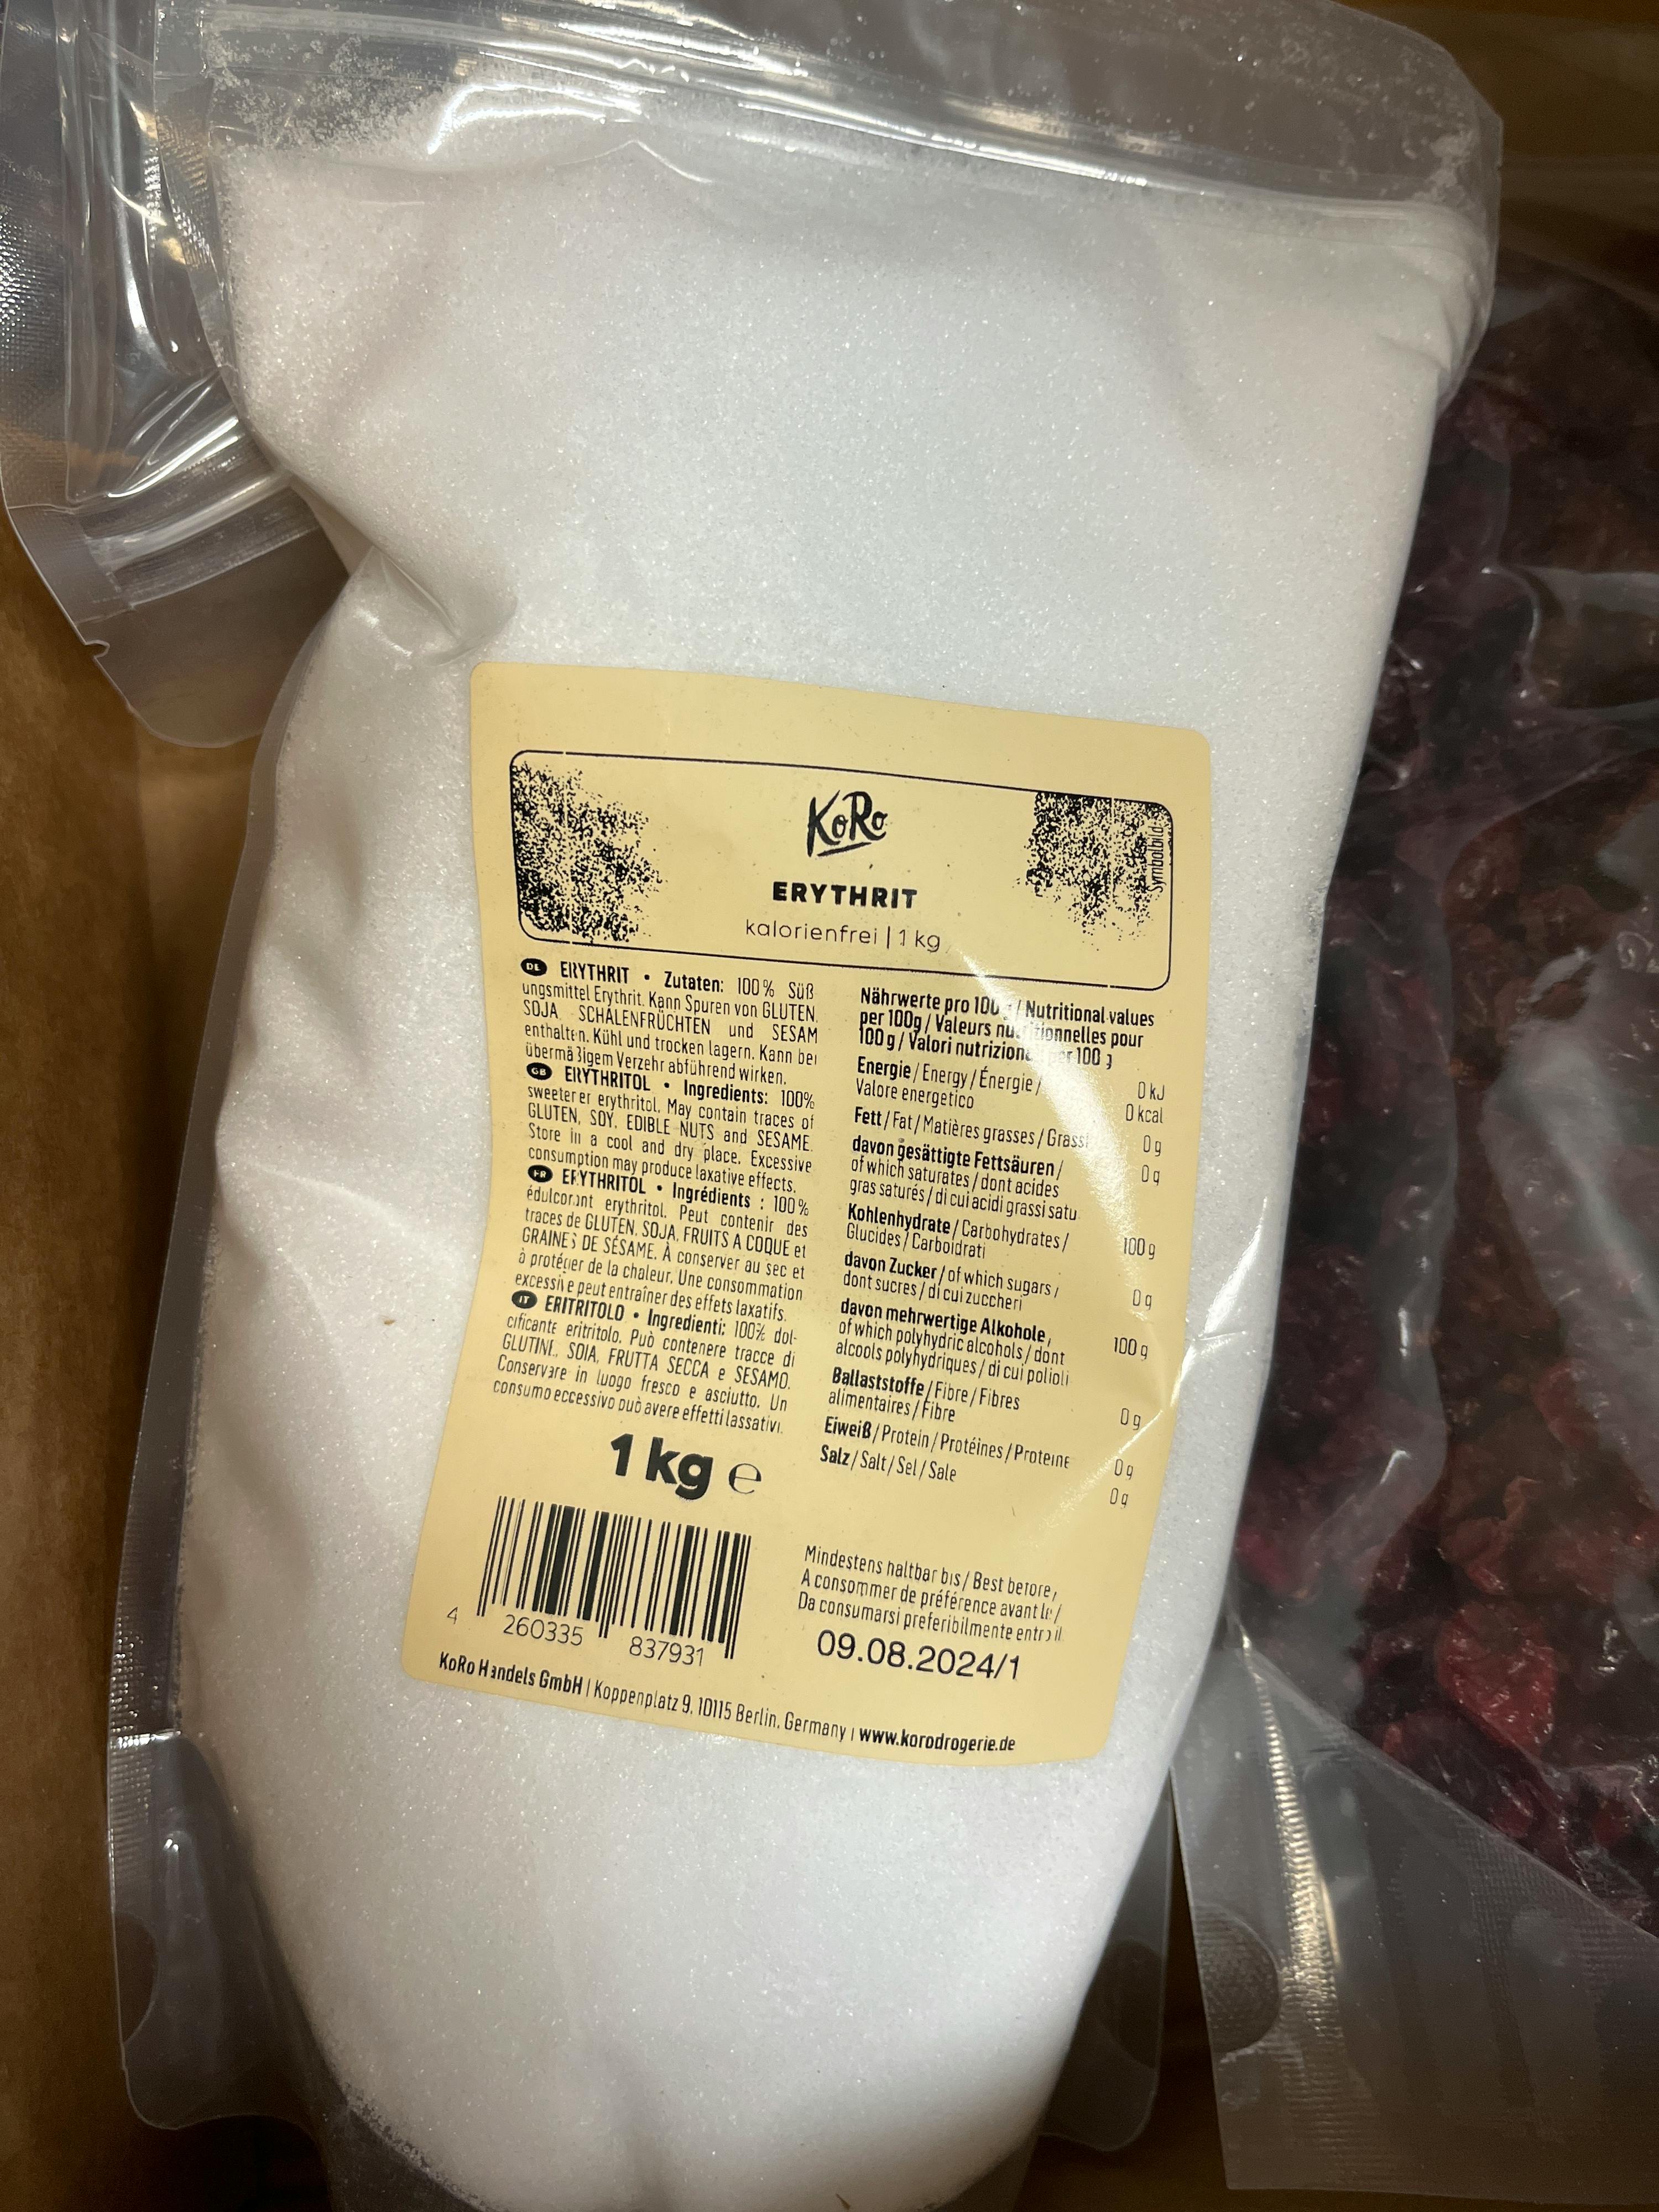 KoRo
ERYTHRIT
kalorienfrei | 1 kg
Symbolbild
DE ERYTHRIT • Zutaten: 100% Süß
ungsmittel Erythrit. Kann Spuren von GLUTEN,
SOJA, SCHALENFRÜCHTEN und SESAM
enthalten. Kühl und trocken lagern. Kann bei
übermäßigem Verzehr abführend wirken.
GB ERYTHRITOL • Ingredients: 100%
sweetener erythritol. May contain traces of
GLUTEN, SOY, EDIBLE NUTS and SESAME.
Store in a cool and dry place. Excessive
consumption may produce laxative effects.
FR ERYTHRITOL • Ingrédients : 100%
édulcorant erythritol. Peut contenir des
traces de GLUTEN, SOJA, FRUITS A COQUE et
GRAINES DE SÉSAME. À conserver au sec et
à protéger de la chaleur. Une consommation
excessive peut entraîner des effets laxatifs.
IT ERITRITOLO • Ingredienti: 100% dol-
cificante eritritolo. Può contenere tracce di
GLUTINE, SOIA, FRUTTA SECCA e SESAMO.
Conservare in luogo fresco e asciutto. Un
consumo eccessivo può avere effetti lassativi.
1 kg e
4 260335 837931
Nährwerte pro 100 g / Nutritional values
per 100g / Valeurs nutritionnelles pour
100 g / Valori nutrizionali per 100 g
Energie / Energy / Énergie / 0 kJ
Valore energetico 0 kcal
Fett / Fat / Matières grasses / Grassi 0 g
davon gesättigte Fettsäuren / 0 g
of which saturates / dont acides
gras saturés / di cui acidi grassi satu
Kohlenhydrate / Carbohydrates / 100 g
Glucides / Carboidrati
davon Zucker / of which sugars / 0 g
dont sucres / di cui zuccheri
davon mehrwertige Alkohole, 100 g
of which polyhydric alcohols / dont
alcools polyhydriques / di cui polioli
Ballaststoffe / Fibre / Fibres 0 g
alimentaires / Fibre
Eiweiß / Protein / Protéines / Proteine 0 g
Salz / Salt / Sel / Sale 0 g
Mindestens haltbar bis / Best before,
A consommer de préférence avant le /
Da consumarsi preferibilmente entro il
09.08.2024/1
KoRo Handels GmbH | Koppenplatz 9, 10115 Berlin, Germany | www.korodrogerie.de